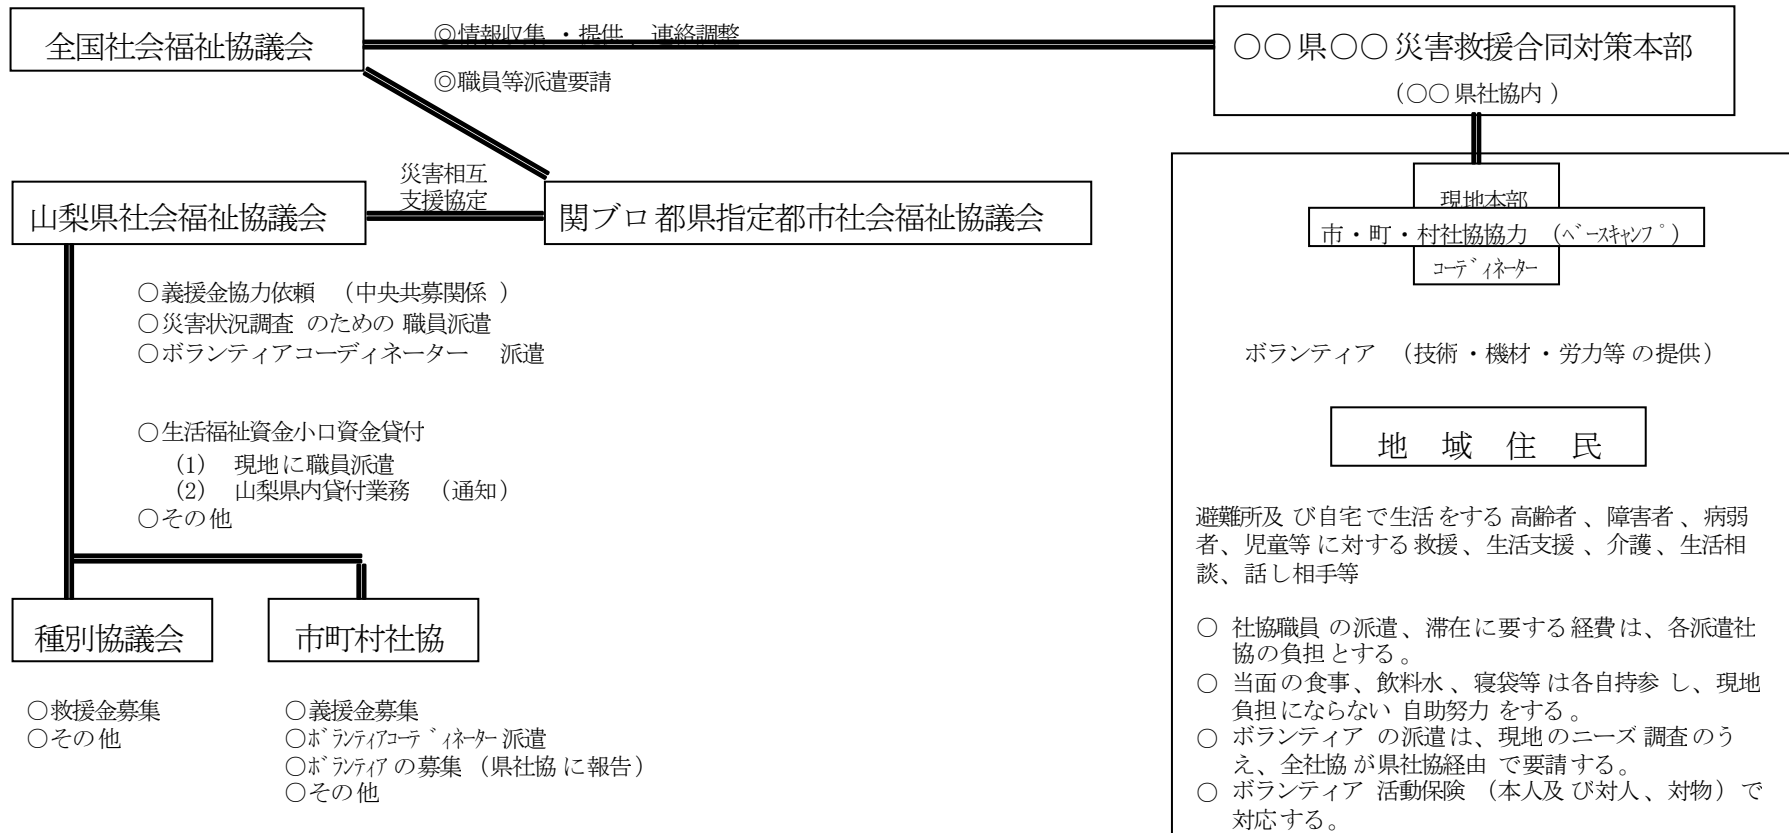 全国社会福祉協議会
◎情報収集・提供、連絡調整
◎職員等派遣要請
○○県○○災害救援合同対策本部
（○○県社協内）
災害相互
支援協定
山梨県社会福祉協議会
関ブロ都県指定都市社会福祉協議会
現地本部
市・町・村社協協力　（ﾍﾞｰｽｷｬﾝﾌﾟ）
ｺｰﾃﾞｨﾈｰﾀｰ
○義援金協力依頼　（中央共募関係）
○災害状況調査のための職員派遣
○ボランティアコーディネーター　派遣
○生活福祉資金小口資金貸付
(1)　現地に職員派遣
(2)　山梨県内貸付業務　（通知）
○その他
種別協議会
市町村社協
○救援金募集
○その他
○義援金募集
○ﾎﾞﾗﾝﾃｨｱｺｰﾃﾞｨﾈｰﾀｰ派遣
○ﾎﾞﾗﾝﾃｨｱの募集（県社協に報告）
○その他
ボランティア　（技術・機材・労力等の提供）
地　域　住　民
避難所及び自宅で生活をする高齢者、障害者、病弱
者、児童等に対する救援、生活支援、介護、生活相
談、話し相手等
○　社協職員の派遣、滞在に要する経費は、各派遣社
協の負担とする。
○　当面の食事、飲料水、寝袋等は各自持参し、現地
負担にならない自助努力をする。
○　ボランティアの派遣は、現地のニーズ調査のう
え、全社協が県社協経由で要請する。
○　ボランティア活動保険（本人及び対人、対物）で
対応する。